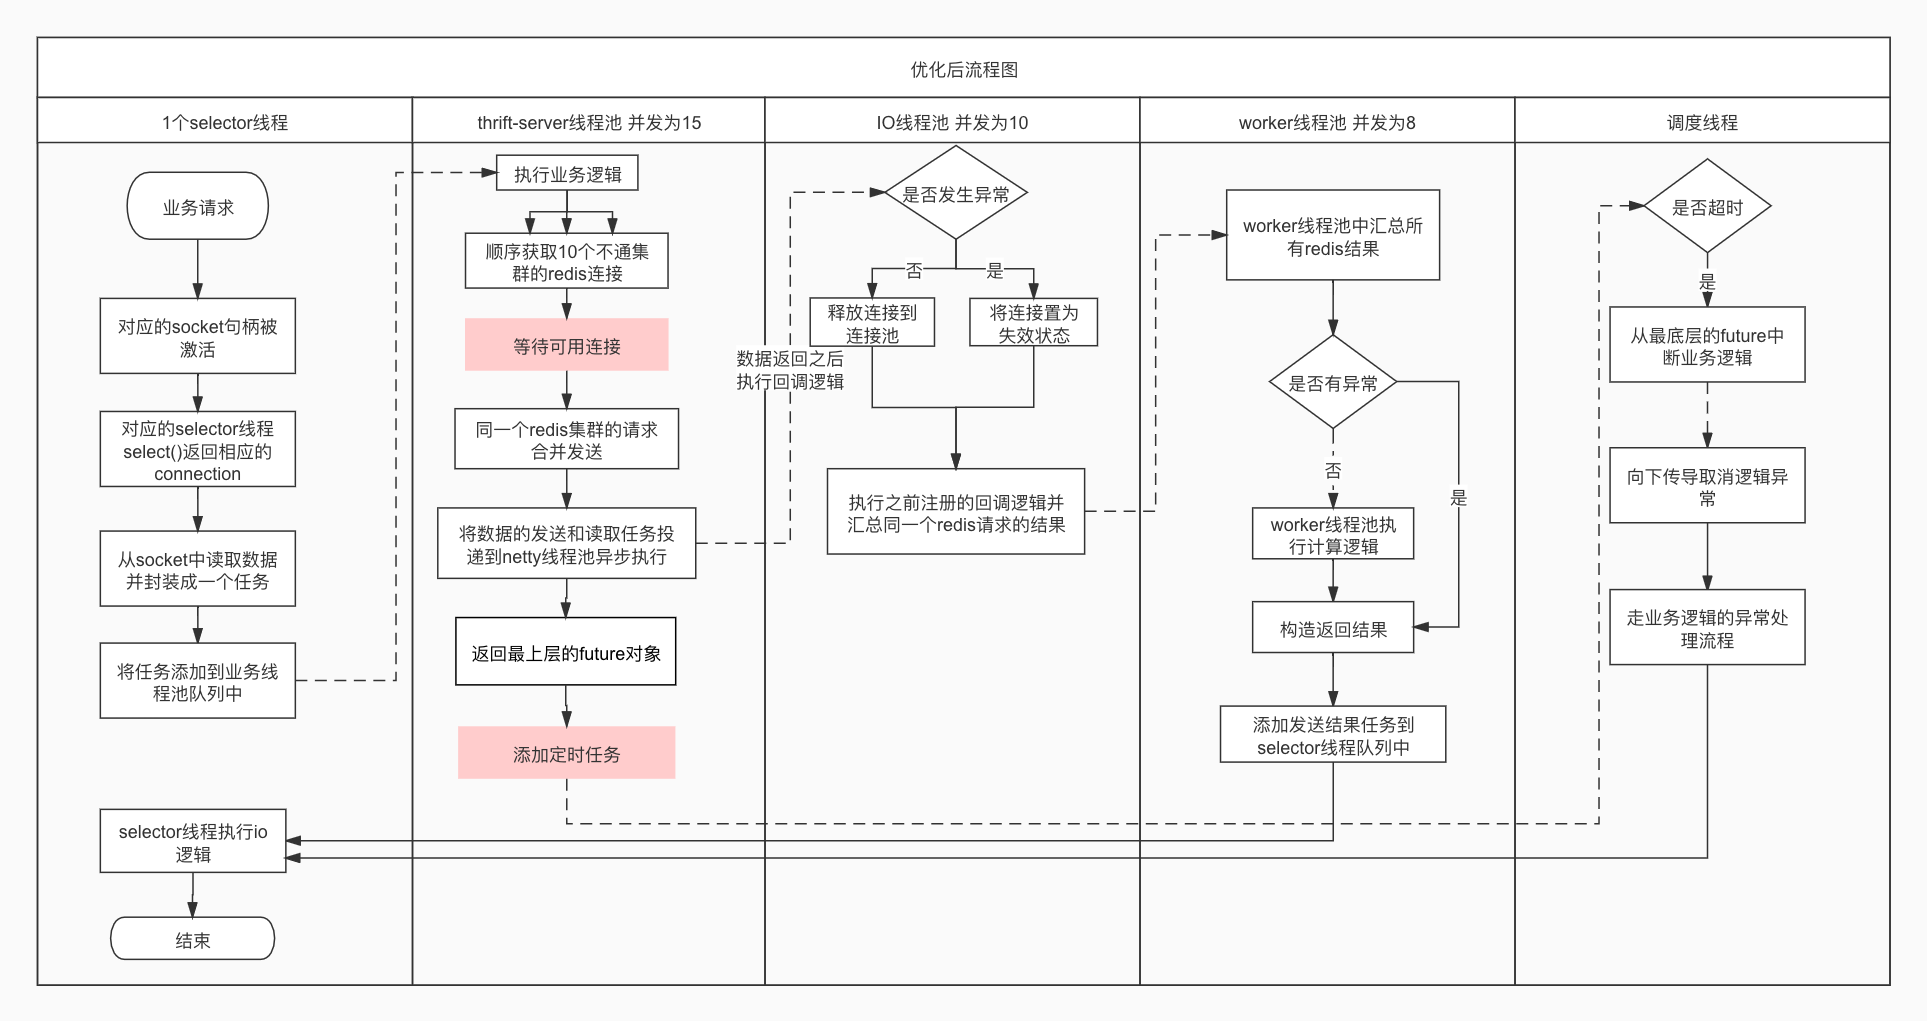 优化后流程图
1个selector线程
thrift-server线程池 并发为15
IO线程池 并发为10
worker线程池 并发为8
调度线程
业务请求
对应的socket句柄被
激活
对应的selector线程
select()返回相应的
connection
从socket中读取数据
并封装成一个任务
将任务添加到业务线
程池队列中
selector线程执行io
逻辑
结束
执行业务逻辑
顺序获取10个不通集
群的redis连接
等待可用连接
同一个redis集群的请求
合并发送
将数据的发送和读取任务投
递到netty线程池异步执行
返回最上层的future对象
添加定时任务
数据返回之后
执行回调逻辑
是否发生异常
否
是
释放连接到
连接池
将连接置为
失效状态
执行之前注册的回调逻辑并
汇总同一个redis请求的结果
worker线程池中汇总所
有redis结果
是否有异常
否
是
worker线程池执
行计算逻辑
构造返回结果
添加发送结果任务到
selector线程队列中
是否超时
是
从最底层的future中
断业务逻辑
向下传导取消逻辑异
常
走业务逻辑的异常处
理流程